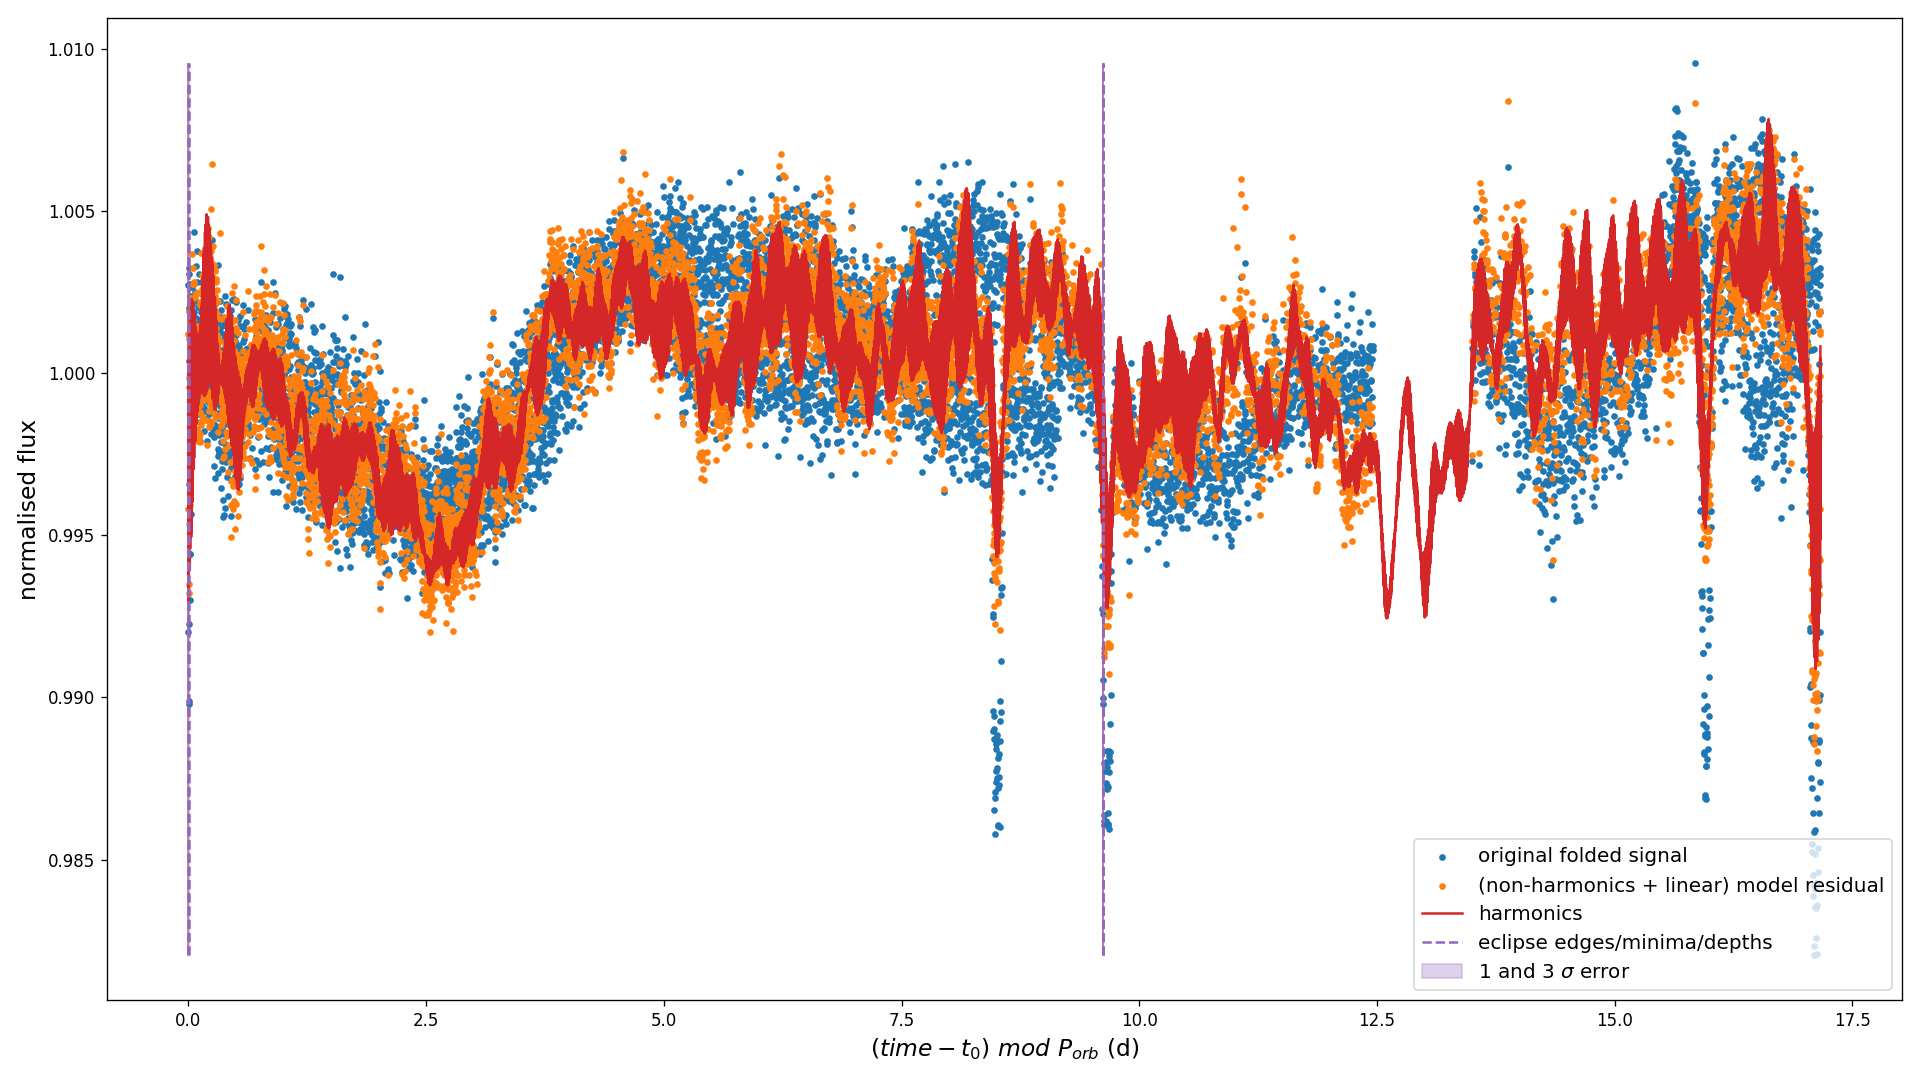 normalised flux
1.010
1.005
1.000
0.995
0.990
0.985
original folded signal
(non-harmonics + linear) model residual
harmonics
eclipse edges/minima/depths
1 and 3 σ error
0.0 2.5 5.0 7.5 10.0 12.5 15.0 17.5
(time − t₀) mod P_orb (d)